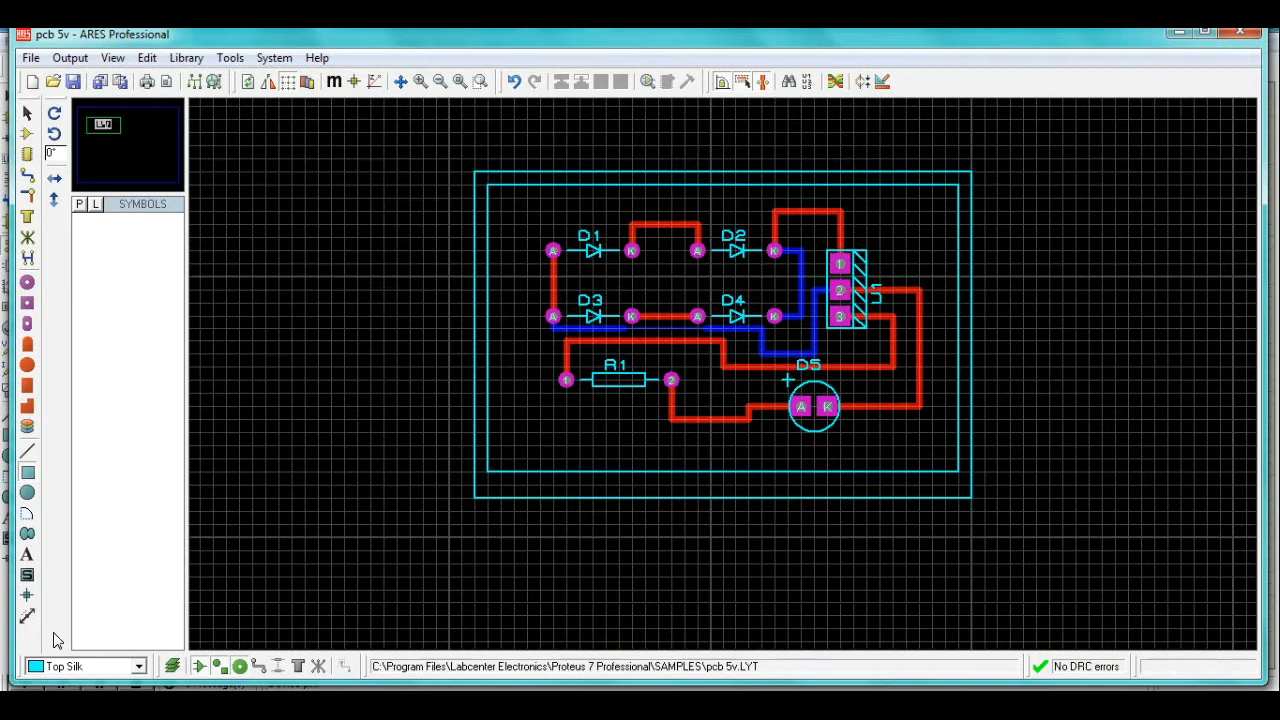 ARES pcb 5v - ARES Professional
File Output View Edit Library Tools System Help
m
0°
P L SYMBOLS
D1 D2
A K A K
1
2
3
U1
D3 D4
A K A K
R1 D5
1 2 +
A K
A
S
Top Silk
C:\Program Files\Labcenter Electronics\Proteus 7 Professional\SAMPLES\pcb 5v.LYT
No DRC errors